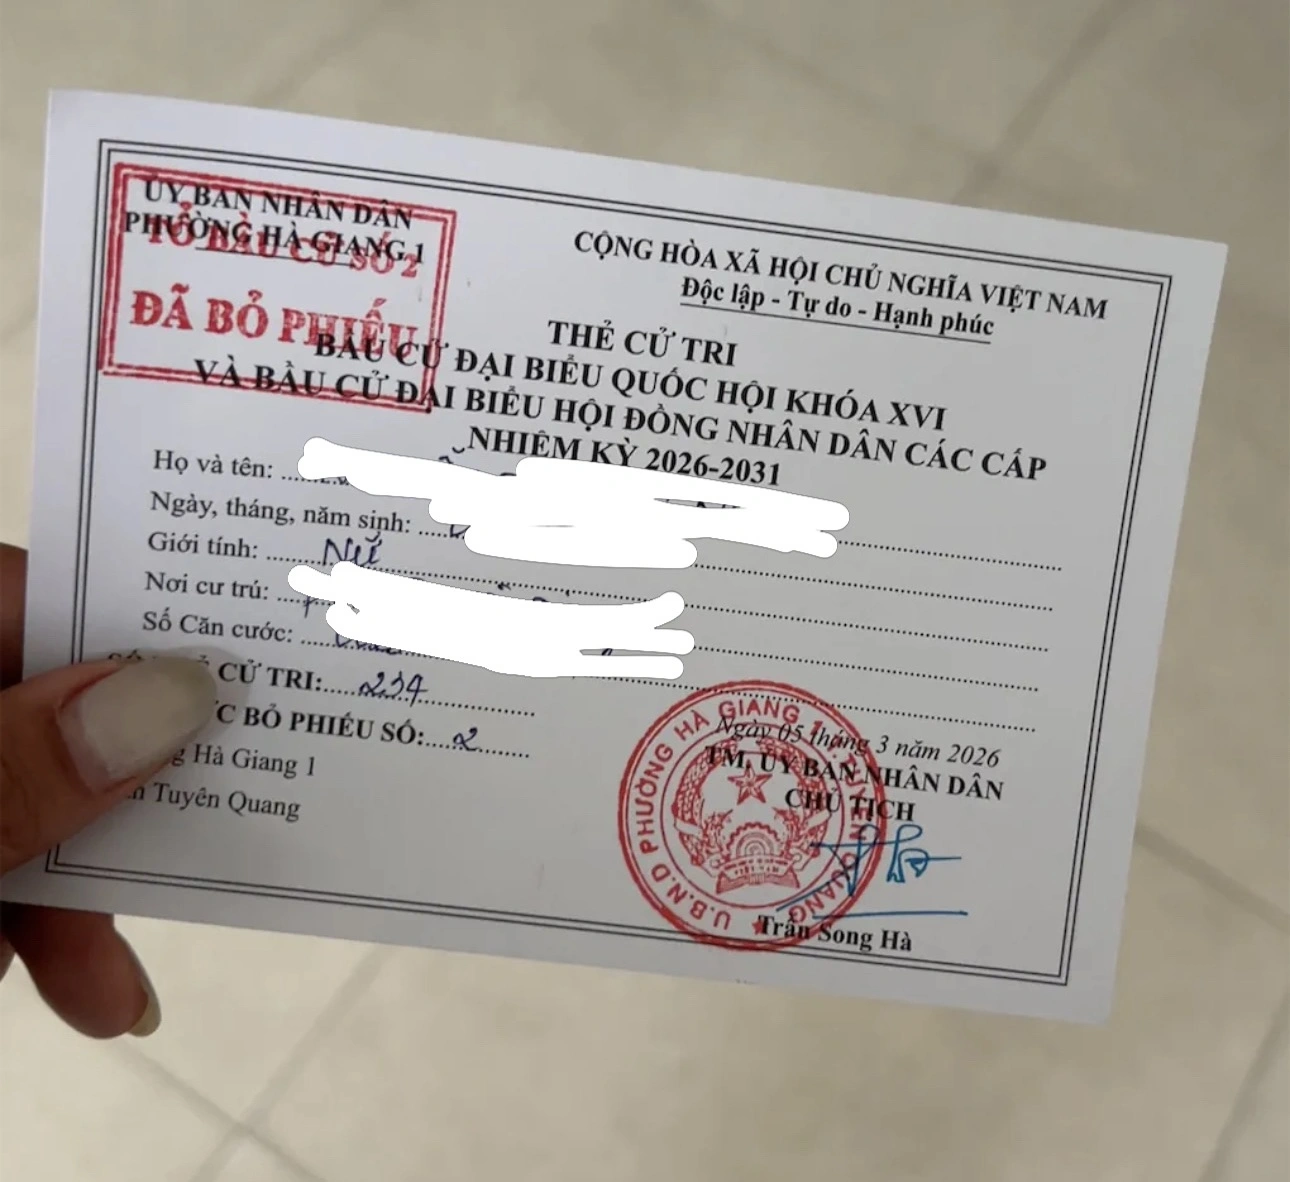 ỦY BAN NHÂN DÂN
PHƯỜNG HÀ GIANG 1
TỔ BẦU CỬ SỐ 2
ĐÃ BỎ PHIẾU
CỘNG HÒA XÃ HỘI CHỦ NGHĨA VIỆT NAM
Độc lập - Tự do - Hạnh phúc
THẺ CỬ TRI
BẦU CỬ ĐẠI BIỂU QUỐC HỘI KHÓA XVI
VÀ BẦU CỬ ĐẠI BIỂU HỘI ĐỒNG NHÂN DÂN CÁC CẤP
NHIỆM KỲ 2026-2031
Họ và tên:
Ngày, tháng, năm sinh:
Giới tính: Nữ
Nơi cư trú:
Số Căn cước:
CỬ TRI: 234
BỎ PHIẾU SỐ: 2
Hà Giang 1
Tuyên Quang
Ngày 05 tháng 3 năm 2026
TM. ỦY BAN NHÂN DÂN
CHỦ TỊCH
U.B.N.D PHƯỜNG HÀ GIANG 1 T. TUYÊN QUANG
Trần Song Hà